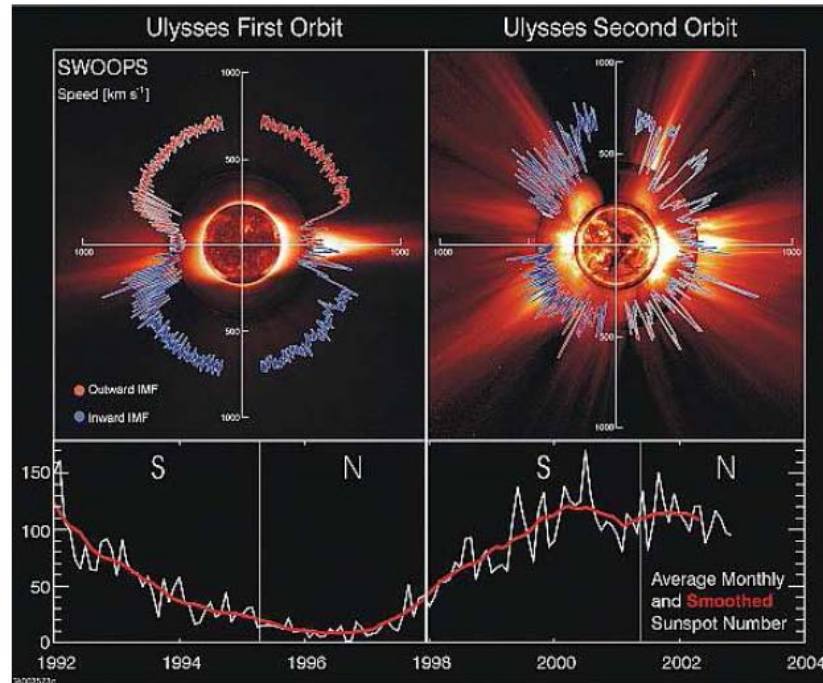 Ulysses First Orbit
Ulysses Second Orbit
SWOOPS
Speed [km s⁻¹]
1000
500
1000
1000
500
1000
Outward IMF
Inward IMF
1000
500
1000
1000
500
1000
150
100
50
0
S
N
S
N
Average Monthly
and Smoothed
Sunspot Number
1992
1994
1996
1998
2000
2002
2004